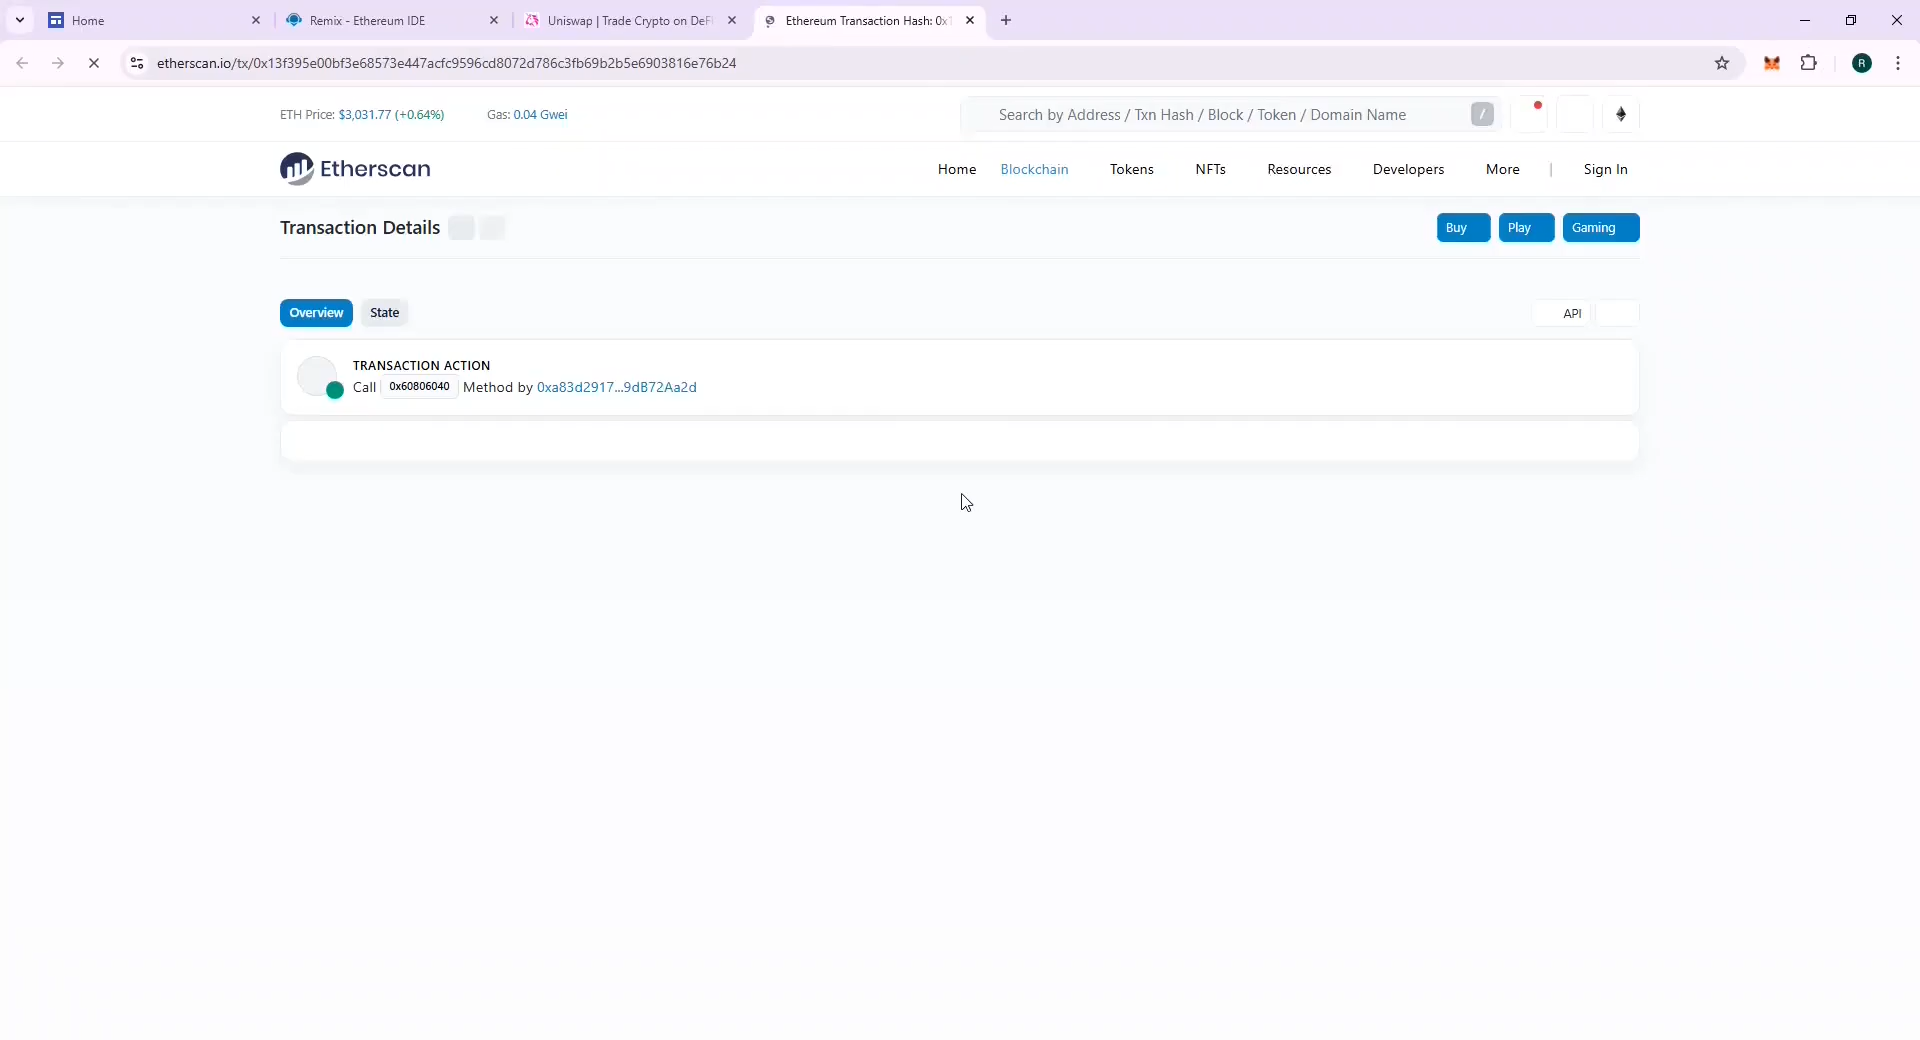 Home
Remix - Ethereum IDE
Uniswap | Trade Crypto on DeFi
Ethereum Transaction Hash: 0x1
etherscan.io/tx/0x13f395e00bf3e68573e447acfc9596cd8072d786c3fb69b2b5e6903816e76b24
R
ETH Price: $3,031.77 (+0.64%)
Gas: 0.04 Gwei
Search by Address / Txn Hash / Block / Token / Domain Name
/
Etherscan
Home
Blockchain
Tokens
NFTs
Resources
Developers
More
|
Sign In
Transaction Details
Buy
Play
Gaming
Overview
State
API
TRANSACTION ACTION
Call 0x60806040 Method by 0xa83d2917...9dB72Aa2d